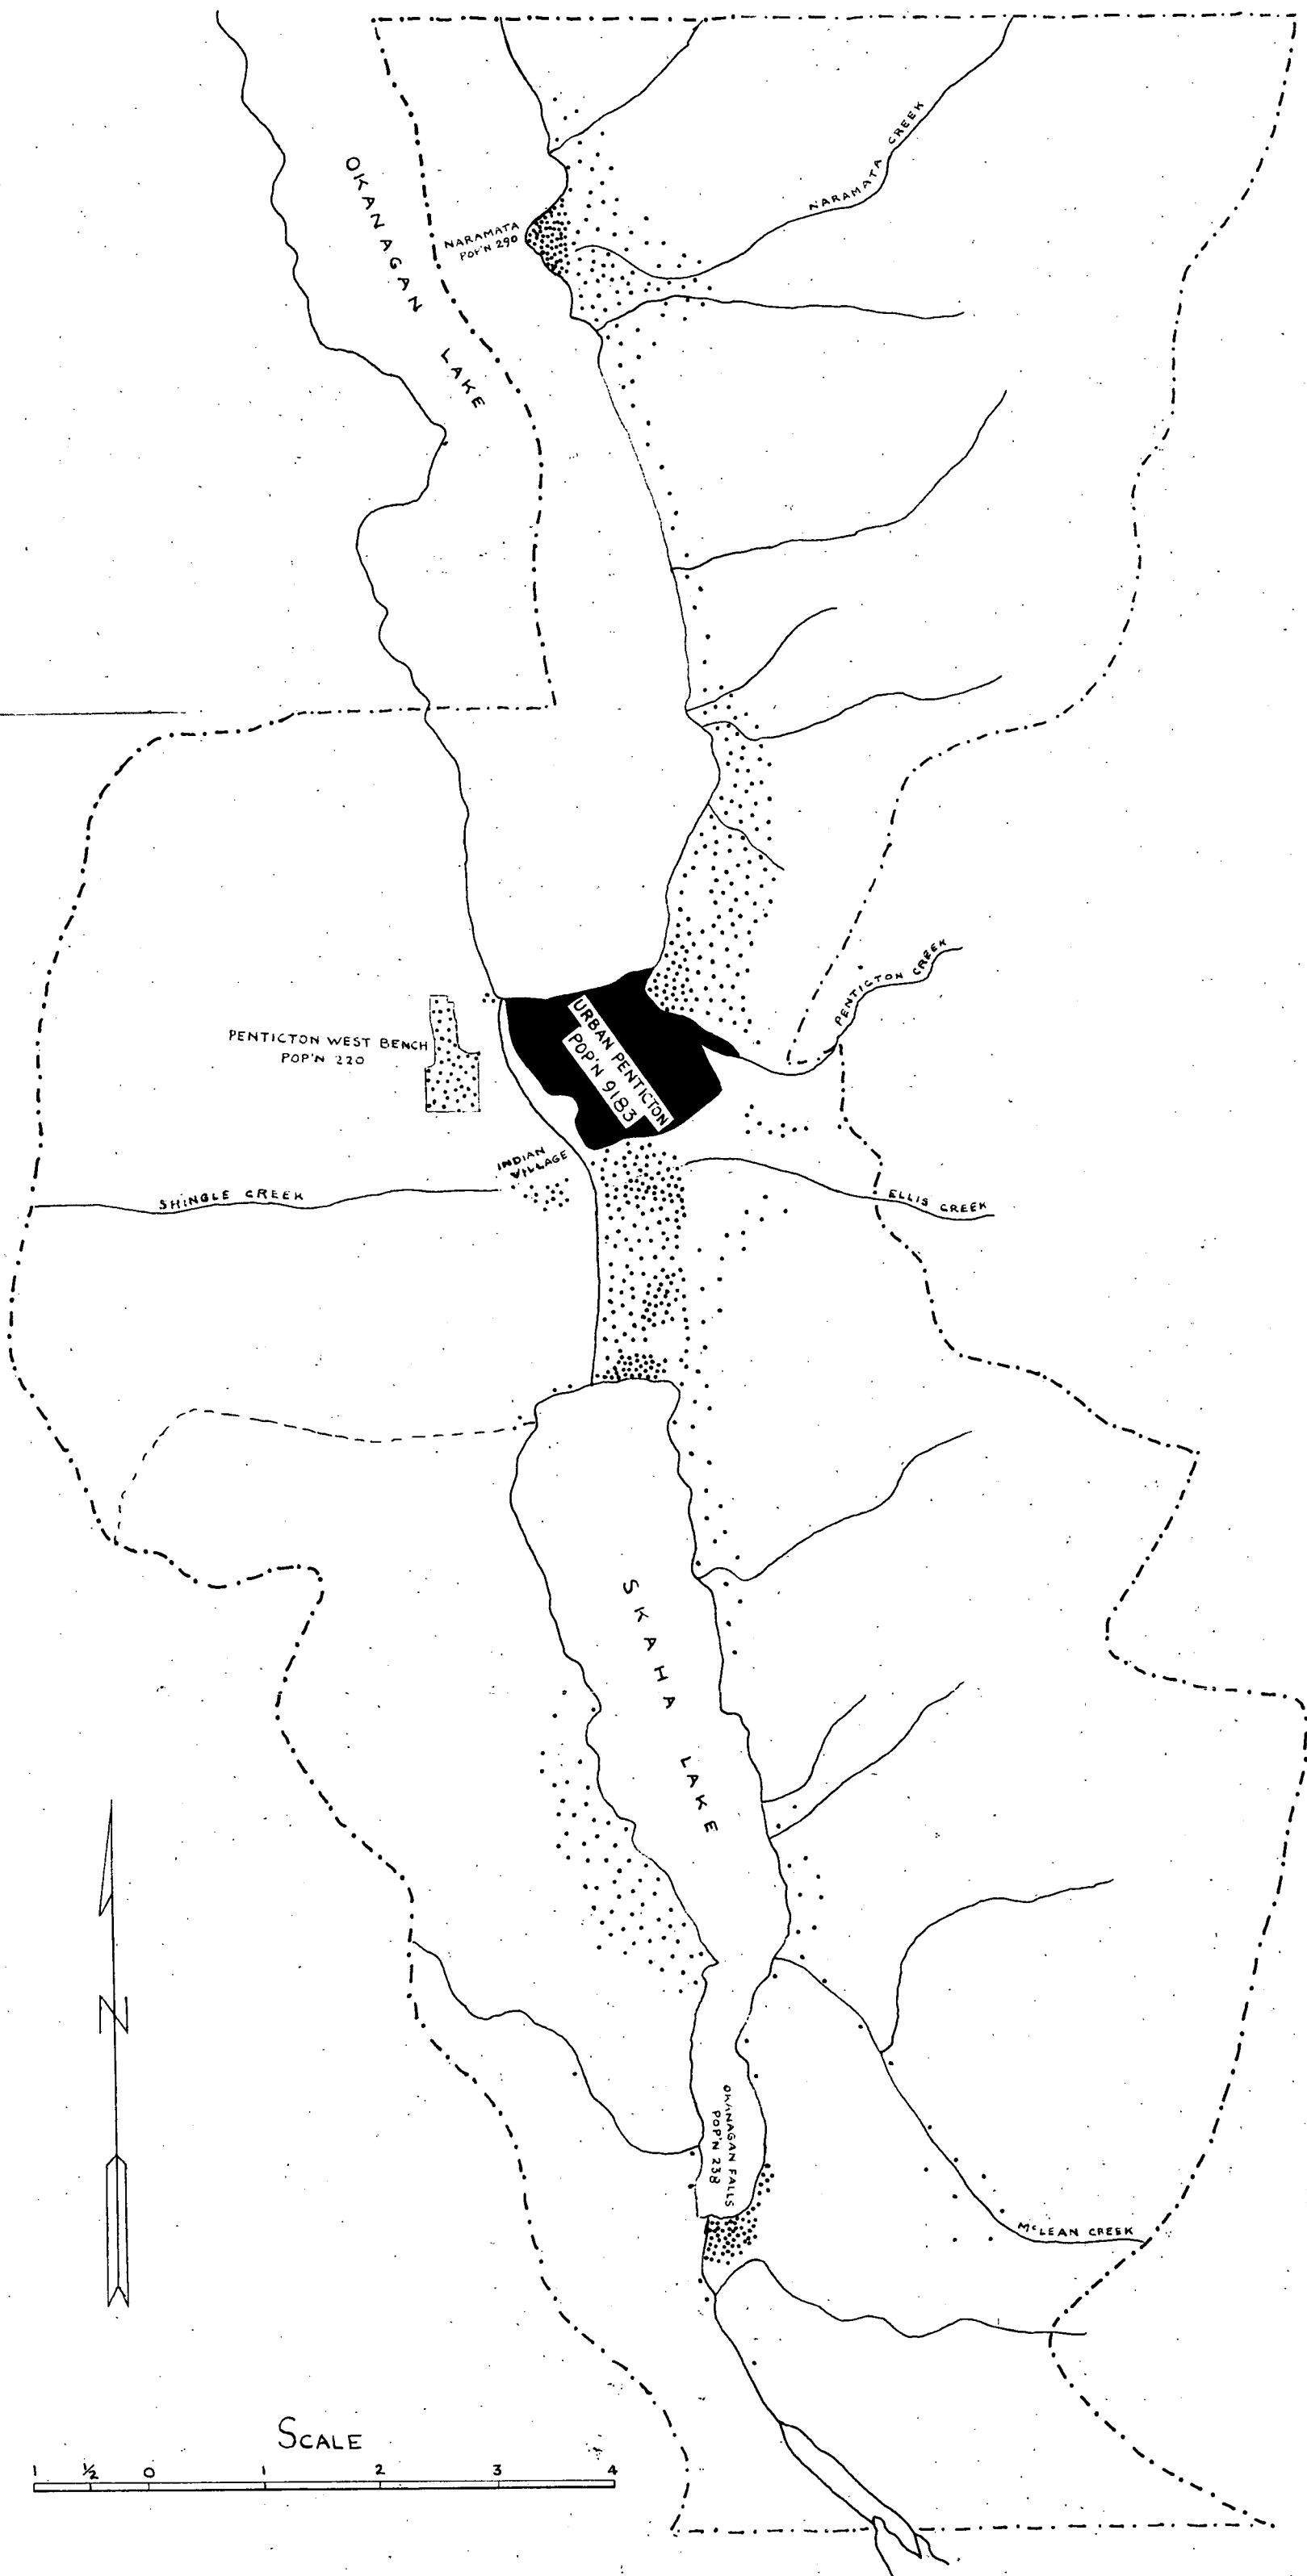 OKANAGAN LAKE
NARAMATA CREEK
NARAMATA
POP'N 290
PENTICTON CREEK
URBAN PENTICTON
POP'N 9183
PENTICTON WEST BENCH
POP'N 220
INDIAN
VILLAGE
SHINGLE CREEK
ELLIS CREEK
SKAHA LAKE
N
OKANAGAN FALLS
POP'N 238
McLEAN CREEK
SCALE
1 ½ 0 1 2 3 4